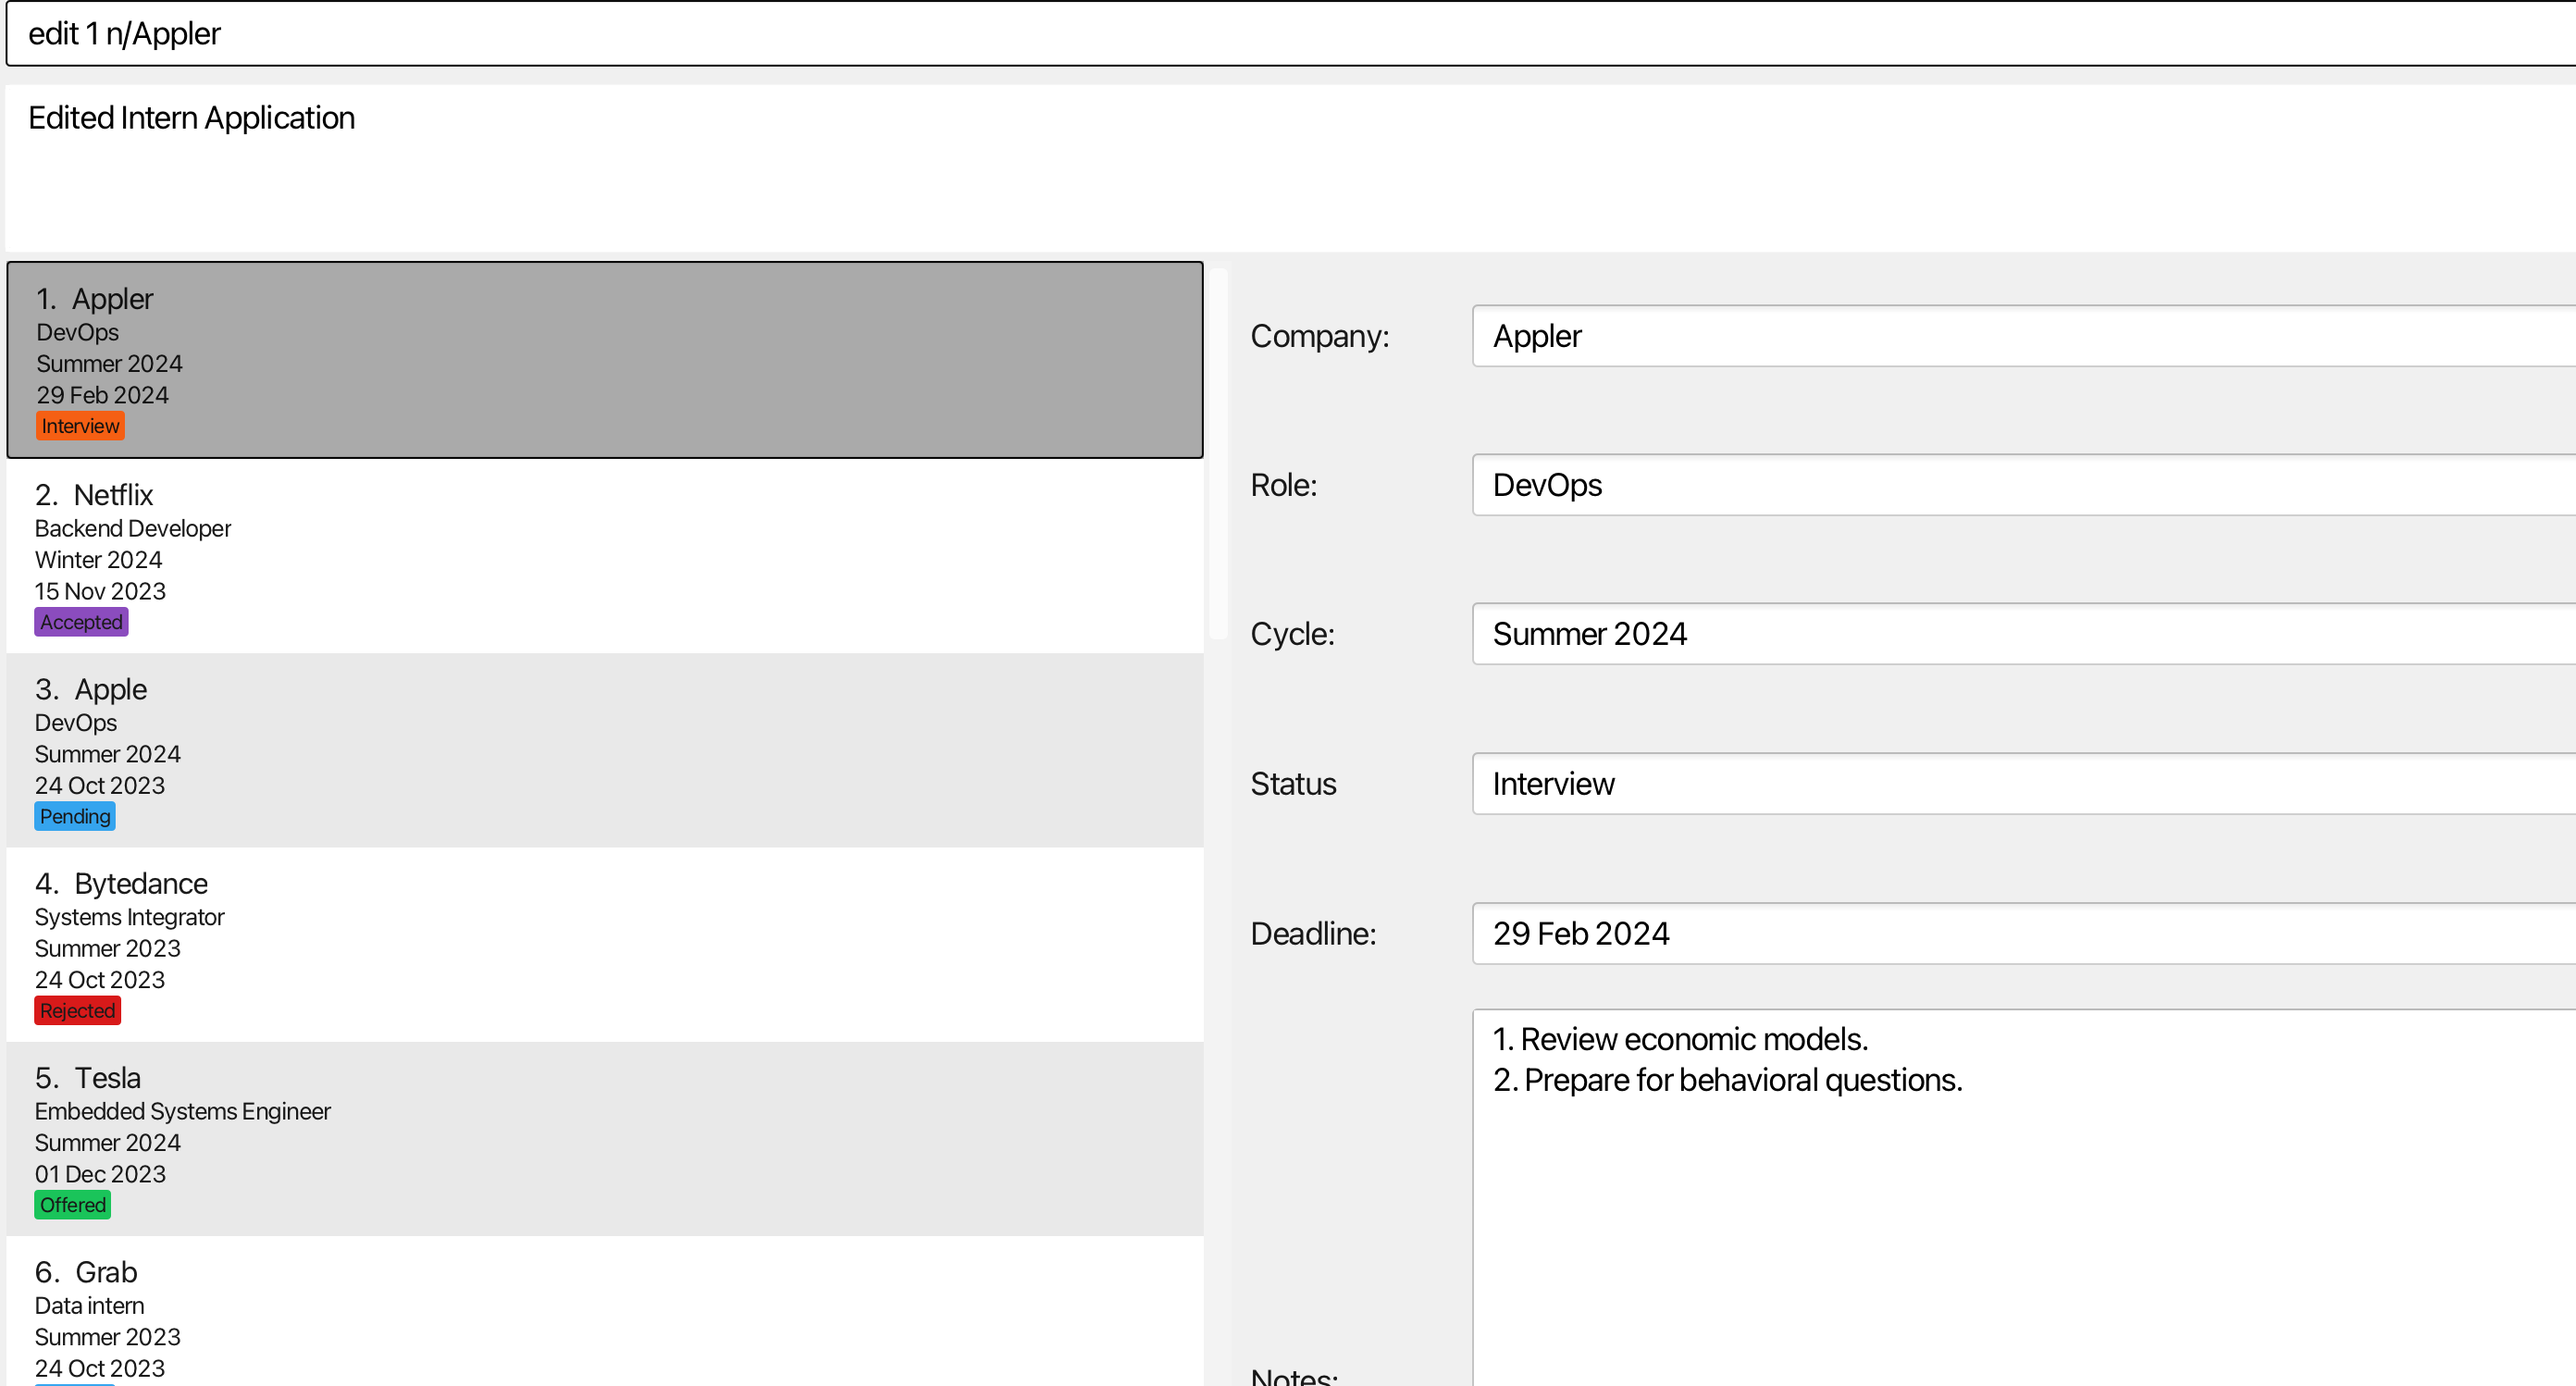 edit 1 n/Appler
Edited Intern Application
1. Appler
DevOps
Summer 2024
29 Feb 2024
Interview
2. Netflix
Backend Developer
Winter 2024
15 Nov 2023
Accepted
3. Apple
DevOps
Summer 2024
24 Oct 2023
Pending
4. Bytedance
Systems Integrator
Summer 2023
24 Oct 2023
Rejected
5. Tesla
Embedded Systems Engineer
Summer 2024
01 Dec 2023
Offered
6. Grab
Data intern
Summer 2023
24 Oct 2023
Company: Appler
Role: DevOps
Cycle: Summer 2024
Status Interview
Deadline: 29 Feb 2024
1. Review economic models.
2. Prepare for behavioral questions.
Notes: